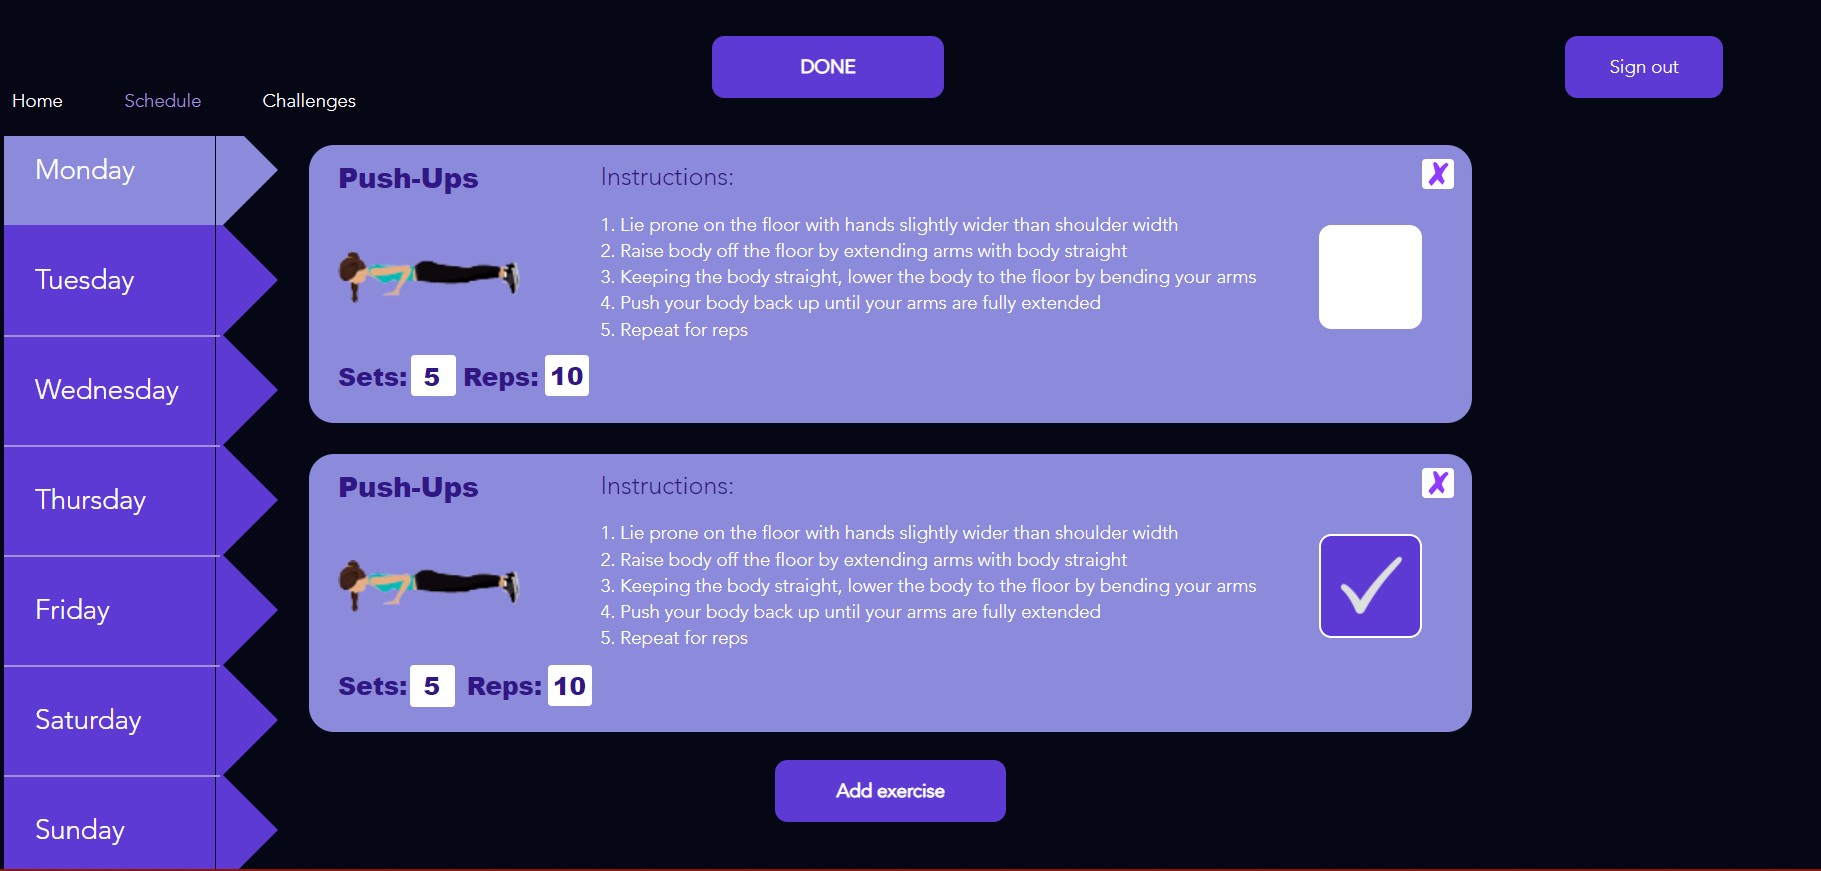 DONE
Sign out
Home
Schedule
Challenges
Monday
Tuesday
Wednesday
Thursday
Friday
Saturday
Sunday
Push-Ups
Instructions:
✗
1. Lie prone on the floor with hands slightly wider than shoulder width
2. Raise body off the floor by extending arms with body straight
3. Keeping the body straight, lower the body to the floor by bending your arms
4. Push your body back up until your arms are fully extended
5. Repeat for reps
Sets: 5 Reps: 10
Push-Ups
Instructions:
✗
1. Lie prone on the floor with hands slightly wider than shoulder width
2. Raise body off the floor by extending arms with body straight
3. Keeping the body straight, lower the body to the floor by bending your arms
4. Push your body back up until your arms are fully extended
5. Repeat for reps
Sets: 5 Reps: 10
Add exercise